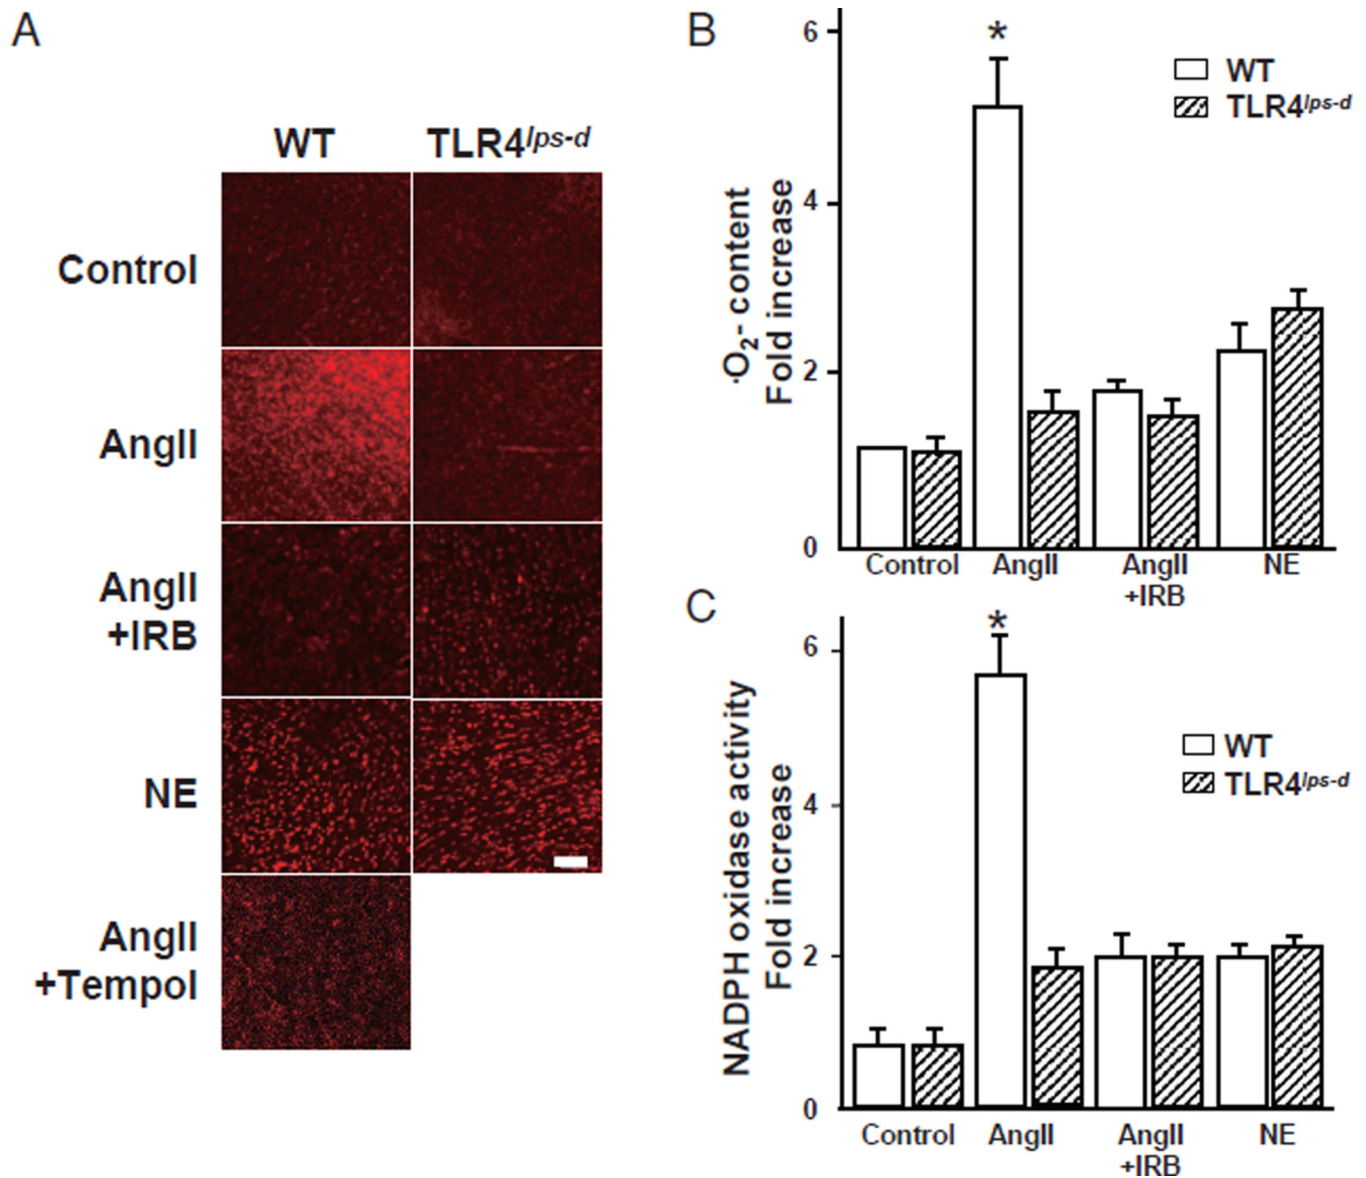 A
WT TLR4lps-d
Control
AngII
AngII
+IRB
NE
AngII
+Tempol
B
6
4
2
0
·O2- content
Fold increase
*
WT
TLR4lps-d
Control AngII AngII NE
+IRB
C
6
4
2
0
NADPH oxidase activity
Fold increase
*
WT
TLR4lps-d
Control AngII AngII NE
+IRB